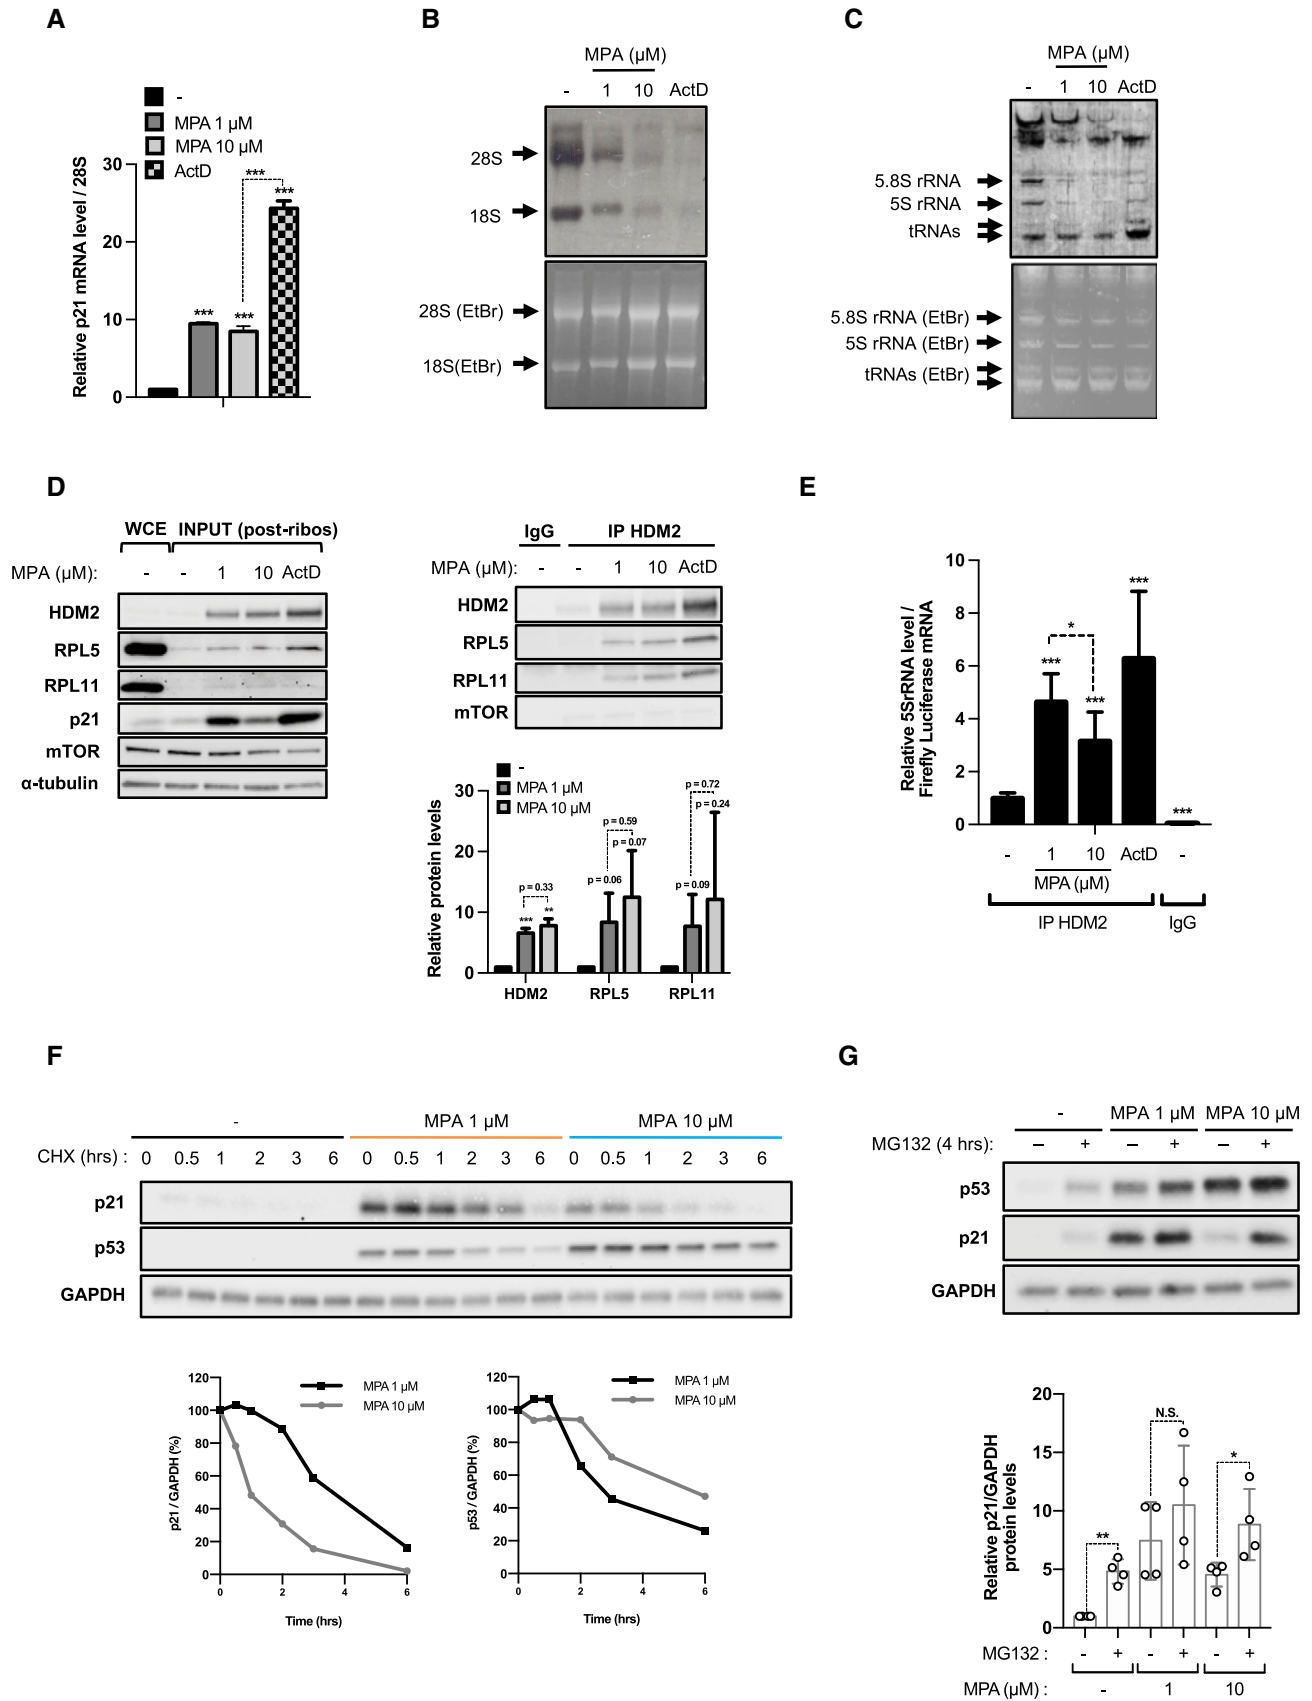 A
-
MPA 1 µM
MPA 10 µM
ActD
Relative p21 mRNA level / 28S
30
20
10
0
***
***
***
***
B
MPA (µM)
- 1 10 ActD
28S
18S
28S (EtBr)
18S(EtBr)
C
MPA (µM)
- 1 10 ActD
5.8S rRNA
5S rRNA
tRNAs
5.8S rRNA (EtBr)
5S rRNA (EtBr)
tRNAs (EtBr)
D
WCE INPUT (post-ribos)
MPA (µM): - - 1 10 ActD
HDM2
RPL5
RPL11
p21
mTOR
α-tubulin
IgG IP HDM2
MPA (µM): - - 1 10 ActD
HDM2
RPL5
RPL11
mTOR
-
MPA 1 µM
MPA 10 µM
Relative protein levels
30
20
10
0
p = 0.33
***
**
p = 0.59
p = 0.07
p = 0.06
p = 0.72
p = 0.24
p = 0.09
HDM2 RPL5 RPL11
E
Relative 5SrRNA level /
Firefly Luciferase mRNA
10
8
6
4
2
0
***
*
***
***
***
- 1 10 ActD -
MPA (µM)
IP HDM2 IgG
F
- MPA 1 µM MPA 10 µM
CHX (hrs) : 0 0.5 1 2 3 6 0 0.5 1 2 3 6 0 0.5 1 2 3 6
p21
p53
GAPDH
p21 / GAPDH (%)
120
100
80
60
40
20
0
MPA 1 µM
MPA 10 µM
0 2 4 6
Time (hrs)
p53 / GAPDH (%)
120
100
80
60
40
20
0
MPA 1 µM
MPA 10 µM
0 2 4 6
Time (hrs)
G
- MPA 1 µM MPA 10 µM
MG132 (4 hrs): – + – + – +
p53
p21
GAPDH
Relative p21/GAPDH
protein levels
20
15
10
5
0
**
N.S.
*
MG132 : - + - + - +
MPA (µM) : - 1 10